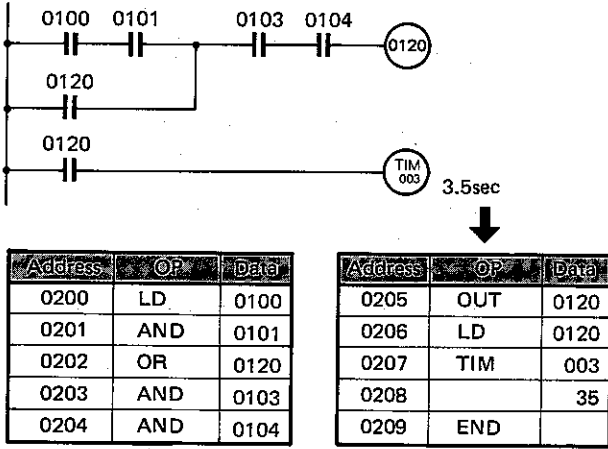 0100 0101 0103 0104
0120
0120
0120
TIM
003
3.5sec
Address OP Data
0200 LD 0100
0201 AND 0101
0202 OR 0120
0203 AND 0103
0204 AND 0104
Address OP Data
0205 OUT 0120
0206 LD 0120
0207 TIM 003
0208 35
0209 END